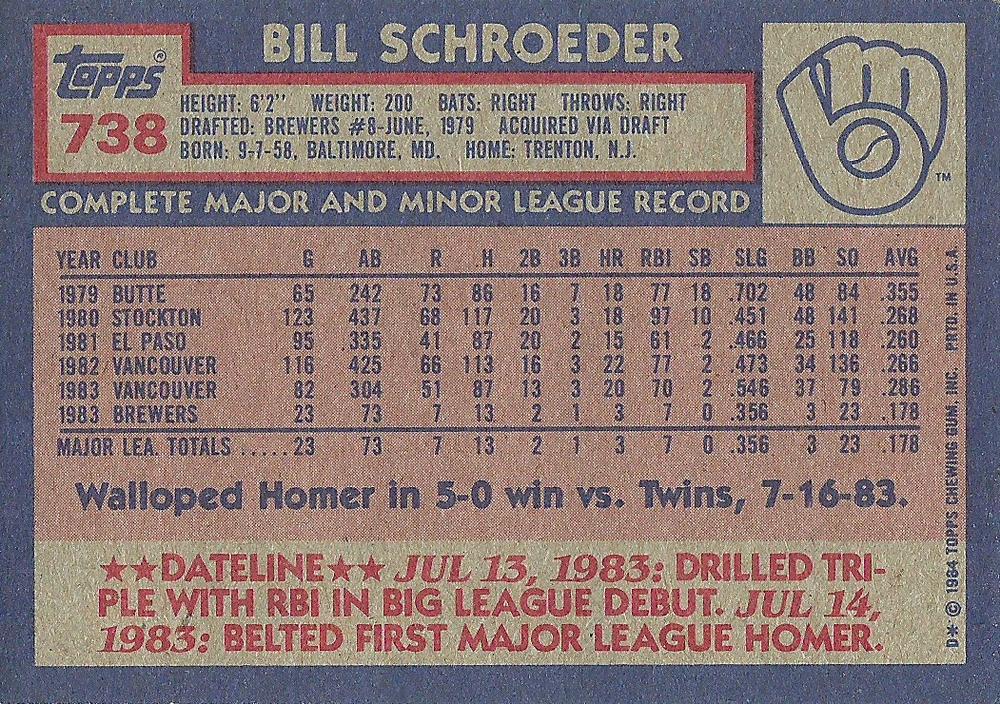 BILL SCHROEDER
Topps®
738
HEIGHT: 6'2" WEIGHT: 200 BATS: RIGHT THROWS: RIGHT
DRAFTED: BREWERS #8-JUNE, 1979 ACQUIRED VIA DRAFT
BORN: 9-7-58, BALTIMORE, MD. HOME: TRENTON, N.J.
TM
COMPLETE MAJOR AND MINOR LEAGUE RECORD
YEAR CLUB G AB R H 2B 3B HR RBI SB SLG BB SO AVG
1979 BUTTE 65 242 73 86 16 7 18 77 18 .702 48 84 .355
1980 STOCKTON 123 437 68 117 20 3 18 97 10 .451 48 141 .268
1981 EL PASO 95 335 41 87 20 2 15 61 2 .466 25 118 .260
1982 VANCOUVER 116 425 66 113 16 3 22 77 2 .473 34 136 .266
1983 VANCOUVER 82 304 51 87 13 3 20 70 2 .546 37 79 .286
1983 BREWERS 23 73 7 13 2 1 3 7 0 .356 3 23 .178
MAJOR LEA. TOTALS .....23 73 7 13 2 1 3 7 0 .356 3 23 .178
Walloped Homer in 5-0 win vs. Twins, 7-16-83.
★★DATELINE★★ JUL 13, 1983: DRILLED TRI-
PLE WITH RBI IN BIG LEAGUE DEBUT. JUL 14,
1983: BELTED FIRST MAJOR LEAGUE HOMER.
D* © 1984 TOPPS CHEWING GUM, INC. PRTD. IN U.S.A.